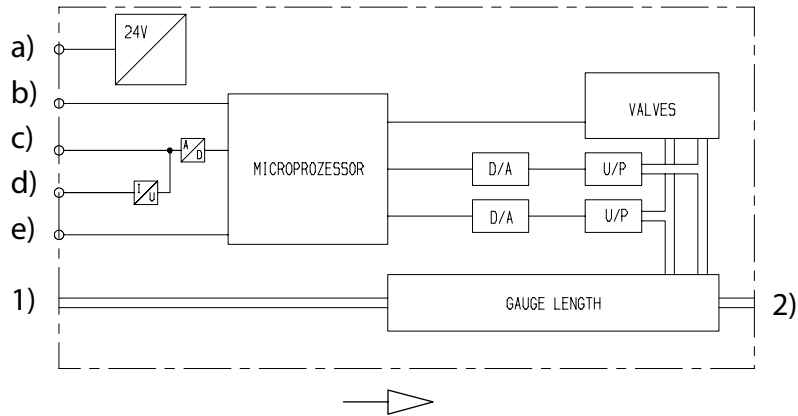 a)
24V
b)
VALVES
c)
A
D
MICROPROZESSOR
D/A
U/P
d)
I
U
D/A
U/P
e)
1)
GAUGE LENGTH
2)